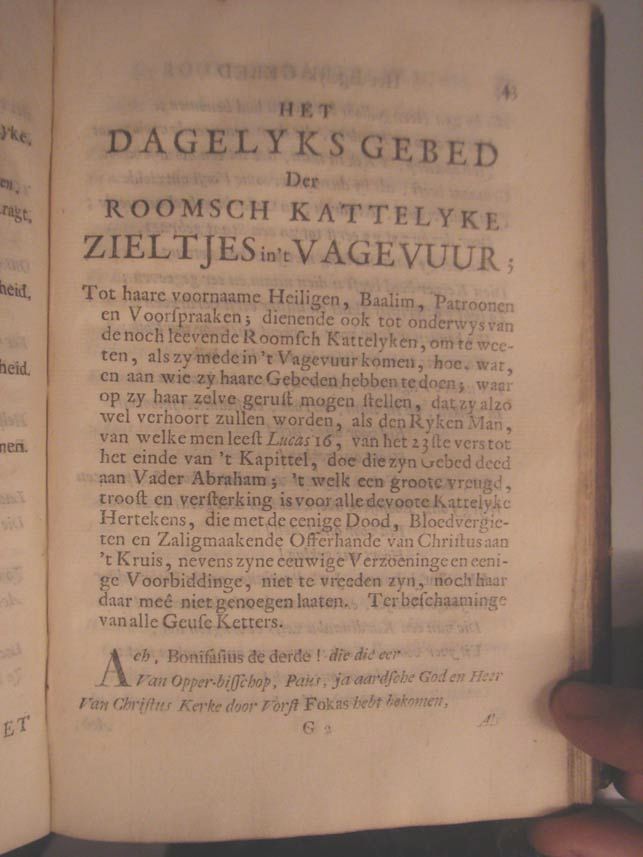 43
HET
DAGELYKS GEBED
Der
ROOMSCH KATTELYKE
ZIELTJES in't VAGEVUUR;
Tot haare voornaame Heiligen, Baalim, Patroonen
en Voorspraaken; dienende ook tot onderwys van
de noch leevende Roomsch Kattelyken, om te wee-
ten, als zy mede in 't Vagevuur komen, hoe, wat,
en aan wie zy haare Gebeden hebben te doen; waar
op zy haar zelve gerust mogen stellen, dat zy alzo
wel verhoort zullen worden, als den Ryken Man,
van welke men leest Lucas 16, van het 23ste vers tot
het einde van 't Kapittel, doe die zyn Gebed deed
aan Vader Abraham; 't welk een groote vreugd,
troost en versterking is voor alle devoote Kattelyke
Hertekens, die met de eenige Dood, Bloedvergie-
ten en Zaligmaakende Offerhande van Christus aan
't Kruis, nevens zyne eeuwige Verzoeninge en eeni-
ge Voorbiddinge, niet te vreeden zyn, noch haar
daar meê niet genoegen laaten. Ter beschaaminge
van alle Geuse Ketters.
Ach, Bonifasius de derde! die die eer
Van Opper-bisschop, Paus, ja aardsche God en Heer
Van Christus Kerke door Vorst Fokas hebt bekomen,
G 2
yke,
en,
ragt,
heid,
heid.
men.
ET